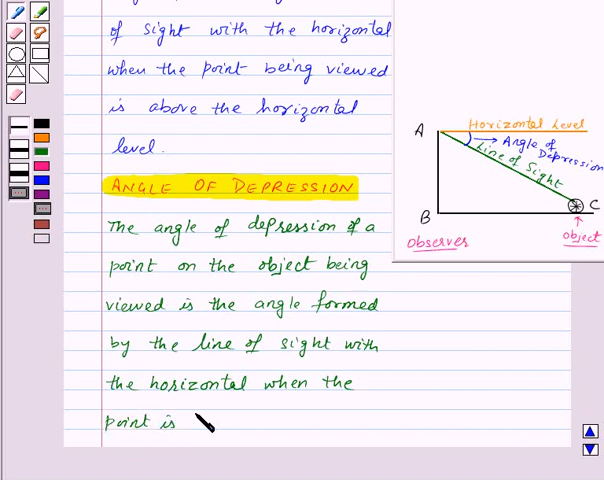 of sight with the horizontal
when the point being viewed
is above the horizontal
level.
ANGLE OF DEPRESSION
The angle of depression of a
point on the object being
viewed is the angle formed
by the line of sight with
the horizontal when the
point is
Horizontal Level
A
Angle of
Depression
Line of Sight
B
C
Observer
Object